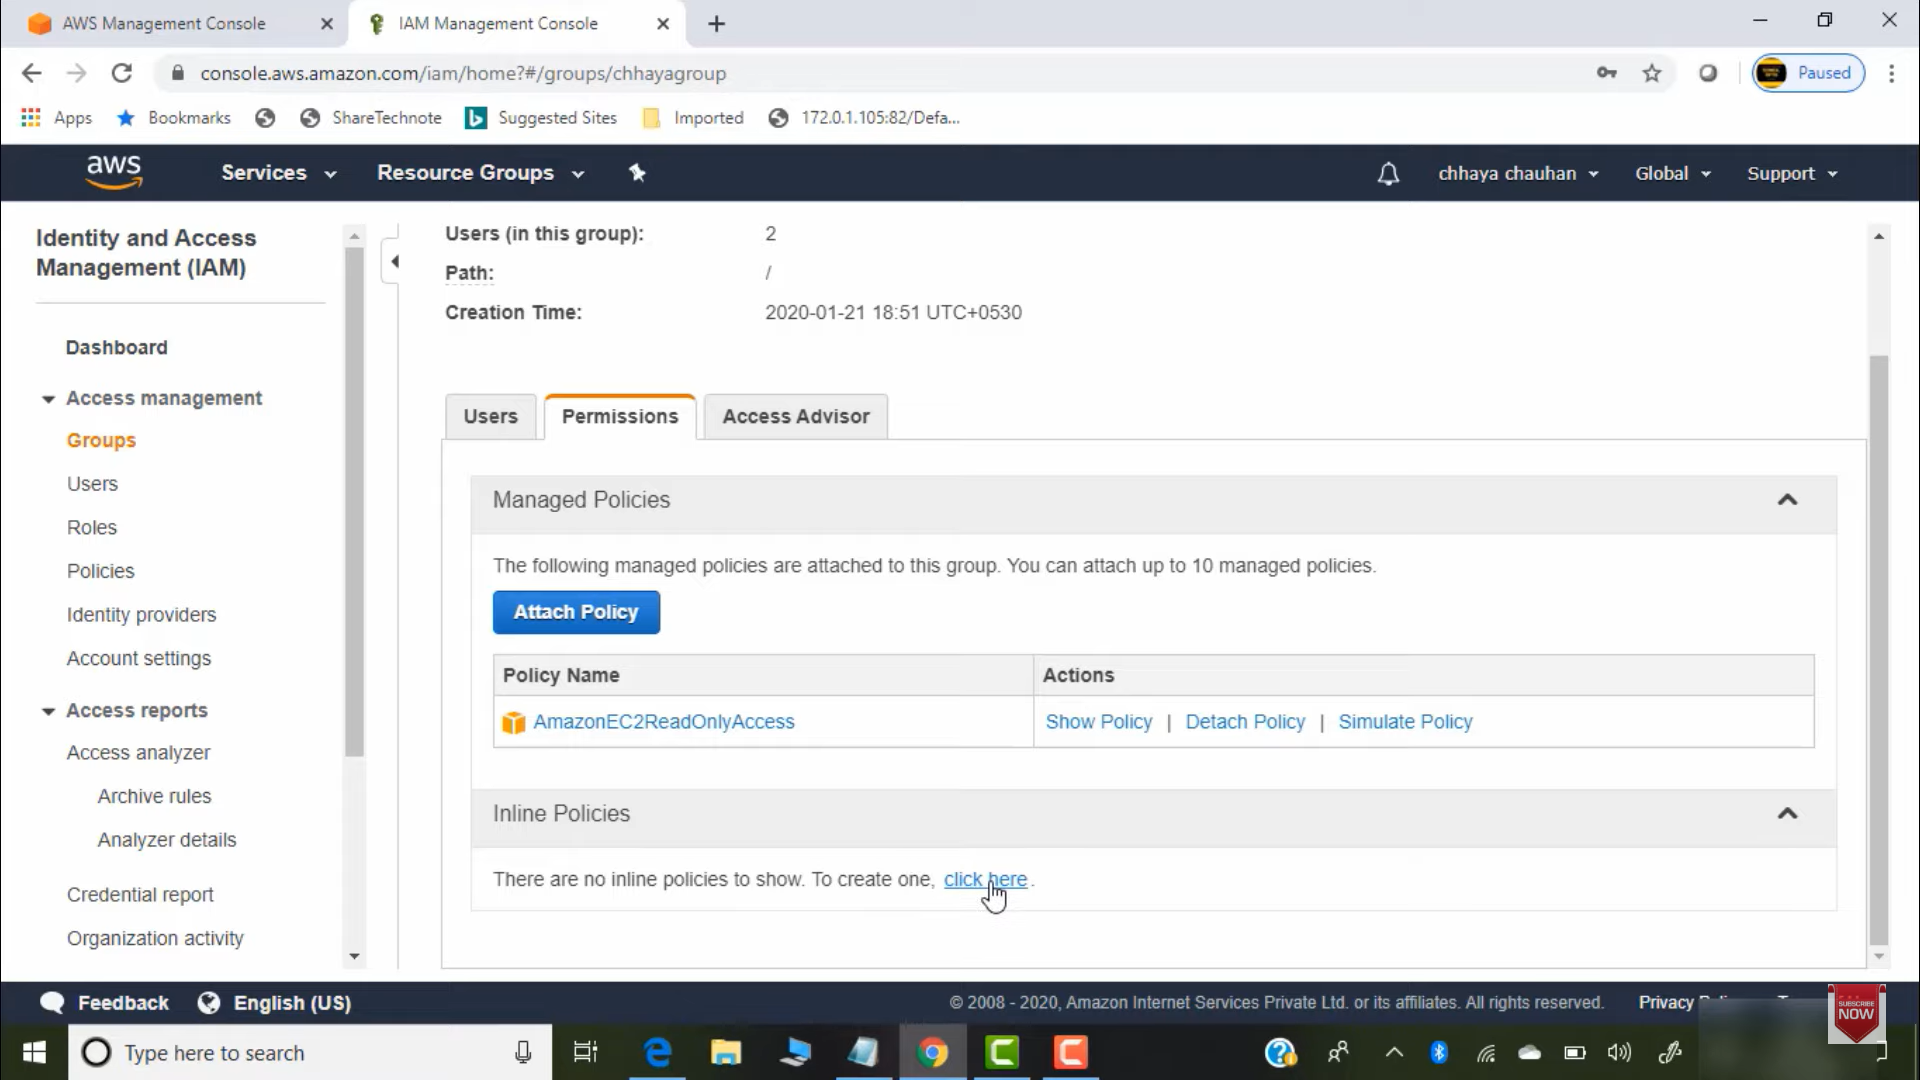 AWS Management Console
IAM Management Console
console.aws.amazon.com/iam/home?#/groups/chhayagroup
Paused
Apps
Bookmarks
ShareTechnote
Suggested Sites
Imported
172.0.1.105:82/Defa...
aws
Services
Resource Groups
chhaya chauhan
Global
Support
Identity and Access
Management (IAM)
Dashboard
Access management
Groups
Users
Roles
Policies
Identity providers
Account settings
Access reports
Access analyzer
Archive rules
Analyzer details
Credential report
Organization activity
Users (in this group): 2
Path: /
Creation Time: 2020-01-21 18:51 UTC+0530
Users
Permissions
Access Advisor
Managed Policies
The following managed policies are attached to this group. You can attach up to 10 managed policies.
Attach Policy
Policy Name Actions
AmazonEC2ReadOnlyAccess Show Policy | Detach Policy | Simulate Policy
Inline Policies
There are no inline policies to show. To create one, click here.
Feedback
English (US)
© 2008 - 2020, Amazon Internet Services Private Ltd. or its affiliates. All rights reserved.
Privacy
SUBSCRIBE
NOW
Type here to search